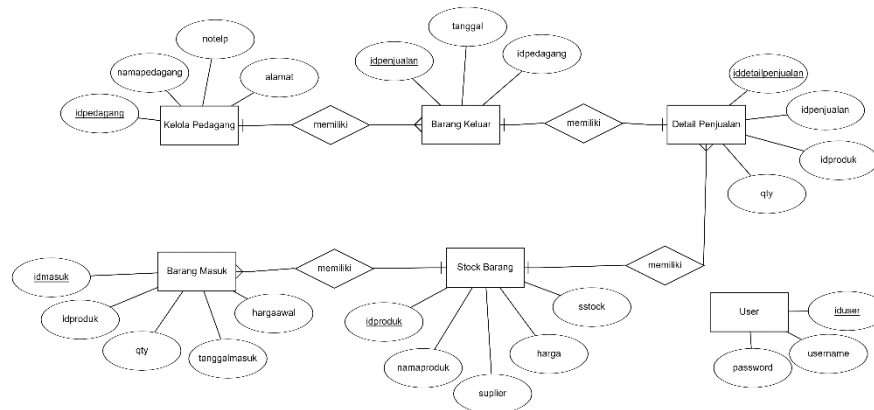 notelp
tanggal
idpenjualan
idpedagang
namapedagang
alamat
iddetailpenjualan
idpedagang
idpenjualan
Kelola Pedagang
memiliki
Barang Keluar
memiliki
Detail Penjualan
idproduk
qty
Barang Masuk
memiliki
Stock Barang
memiliki
idmasuk
hargaawal
sstock
idproduk
idproduk
User
iduser
qty
tanggalmasuk
namaproduk
harga
username
password
suplier